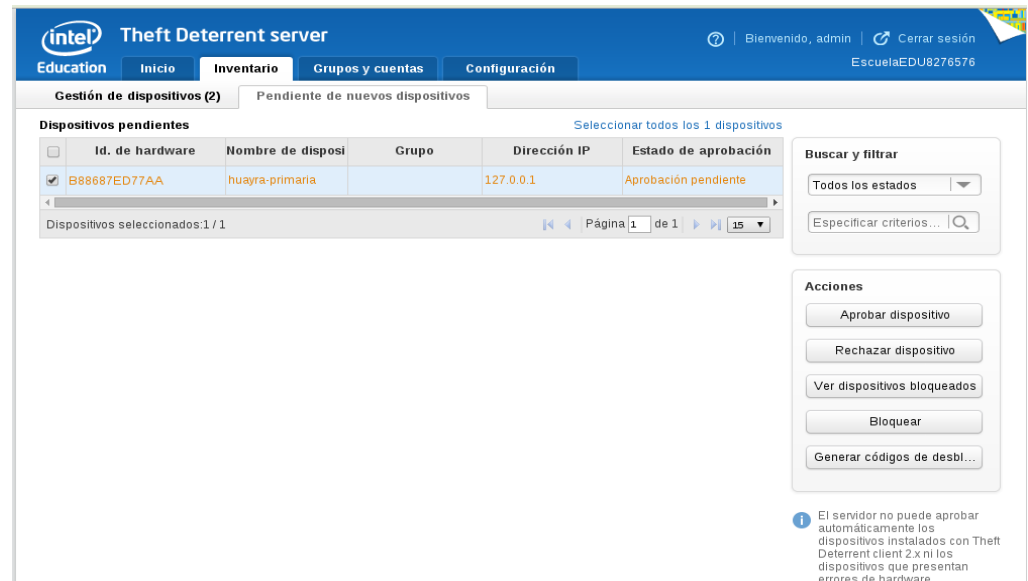 intel Theft Deterrent server
Education
Bienvenido, admin | Cerrar sesión
EscuelaEDU8276576
Inicio Inventario Grupos y cuentas Configuración
Gestión de dispositivos (2) Pendiente de nuevos dispositivos
Dispositivos pendientes Seleccionar todos los 1 dispositivos
Id. de hardware Nombre de disposi Grupo Dirección IP Estado de aprobación
B88687ED77AA huayra-primaria 127.0.0.1 Aprobación pendiente
Dispositivos seleccionados:1 / 1 Página 1 de 1 15
Buscar y filtrar
Todos los estados
Especificar criterios...
Acciones
Aprobar dispositivo
Rechazar dispositivo
Ver dispositivos bloqueados
Bloquear
Generar códigos de desbl...
El servidor no puede aprobar
automáticamente los
dispositivos instalados con Theft
Deterrent client 2.x ni los
dispositivos que presentan
errores de hardware